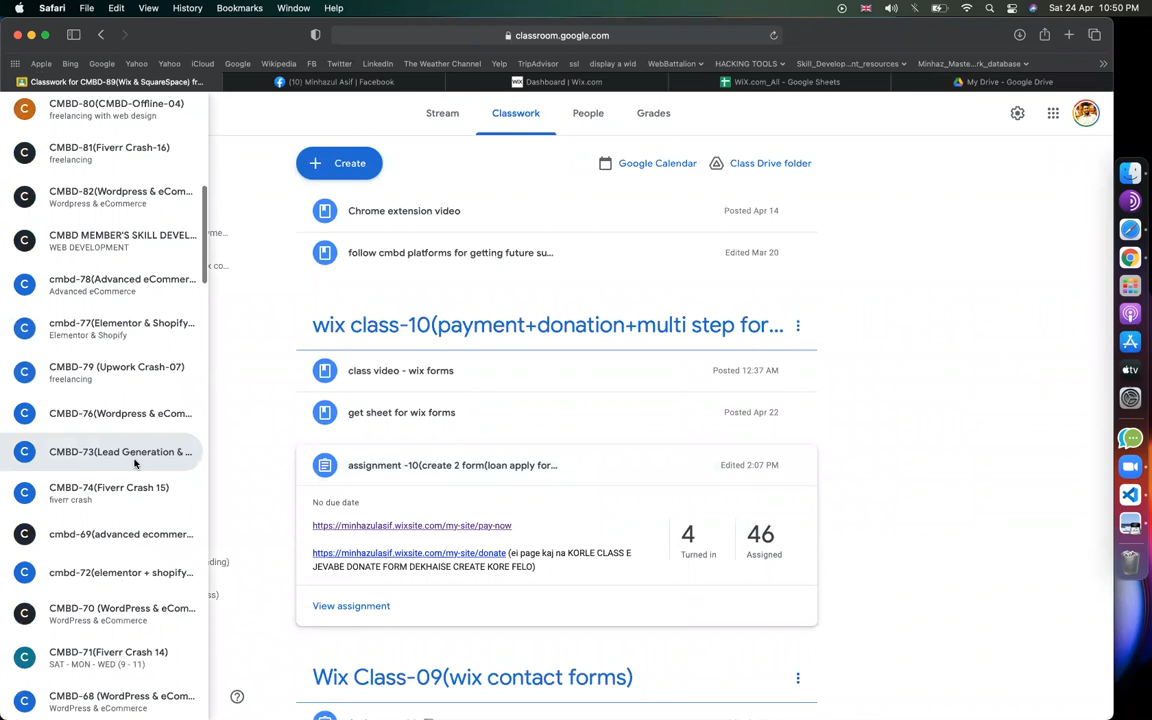 Safari File Edit View History Bookmarks Window Help Sat 24 Apr 10:50 PM
classroom.google.com
Apple Bing Google Yahoo Yahoo iCloud Google Wikipedia FB Twitter LinkedIn The Weather Channel Yelp TripAdvisor ssl display a wid WebBattalion HACKING TOOLS Skill_Develop...nt_resources Minhaz_Maste...rk_database
Classwork for CMBD-89(Wix & SquareSpace) fr... (10) Minhazul Asif | Facebook Dashboard | Wix.com WiX.com_All - Google Sheets My Drive - Google Drive
Stream Classwork People Grades
Create Google Calendar Class Drive folder
Chrome extension video Posted Apr 14
follow cmbd platforms for getting future su... Edited Mar 20
wix class-10(payment+donation+multi step for...
class video - wix forms Posted 12:37 AM
get sheet for wix forms Posted Apr 22
assignment -10(create 2 form(loan apply for... Edited 2:07 PM
No due date
https://minhazulasif.wixsite.com/my-site/pay-now
https://minhazulasif.wixsite.com/my-site/donate (ei page kaj na KORLE CLASS E
JEVABE DONATE FORM DEKHAISE CREATE KORE FELO)
4 46
Turned in Assigned
View assignment
Wix Class-09(wix contact forms)
C CMBD-80(CMBD-Offline-04)
freelancing with web design
C CMBD-81(Fiverr Crash-16)
freelancing
C CMBD-82(Wordpress & eCom...
Wordpress & eCommerce
C CMBD MEMBER'S SKILL DEVEL...
WEB DEVELOPMENT
C cmbd-78(Advanced eCommer...
Advanced eCommerce
C cmbd-77(Elementor & Shopify...
Elementor & Shopify
C CMBD-79 (Upwork Crash-07)
freelancing
C CMBD-76(Wordpress & eCom...
C CMBD-73(Lead Generation & ...
C CMBD-74(Fiverr Crash 15)
fiverr crash
C cmbd-69(advanced ecommer...
C cmbd-72(elementor + shopify...
C CMBD-70 (WordPress & eCom...
WordPress & eCommerce
C CMBD-71(Fiverr Crash 14)
SAT - MON - WED (9 - 11)
C CMBD-68 (WordPress & eCom...
WordPress & eCommerce
me...
co...
ding)
ss)
tv